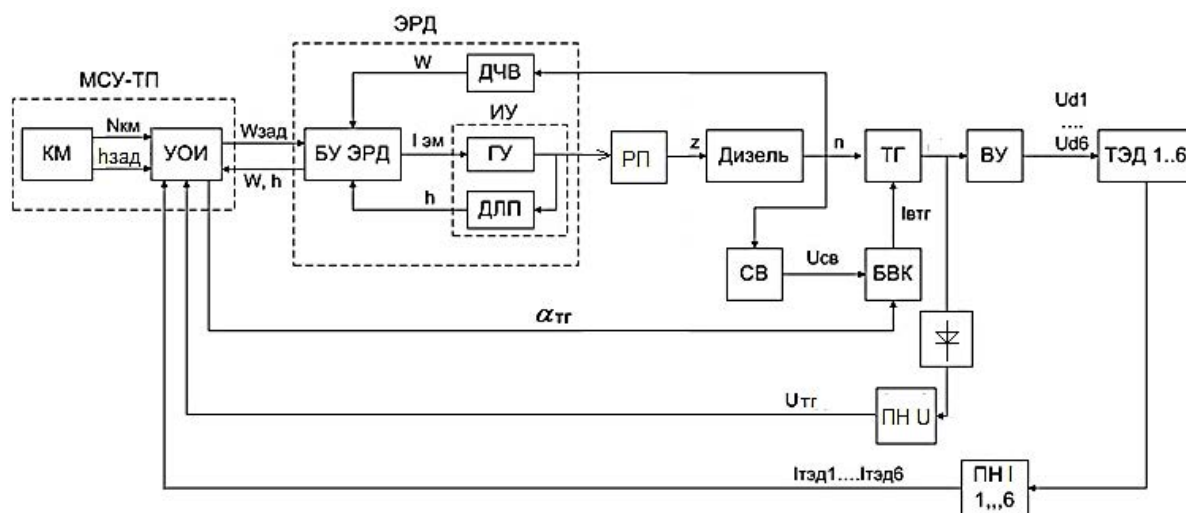 ЭРД
МСУ-ТП
W
ДЧВ
Ud1
....
Ud6
ИУ
Nкм
hзад
КМ
УОИ
Wзад
W, h
БУ ЭРД
I эм
ГУ
h
ДЛП
РП
z
Дизель
n
ТГ
ВУ
ТЭД 1..6
Iвтг
СВ
Uсв
БВК
αтг
Uтг
ПН U
Iтэд1....Iтэд6
ПН I
1,,,6